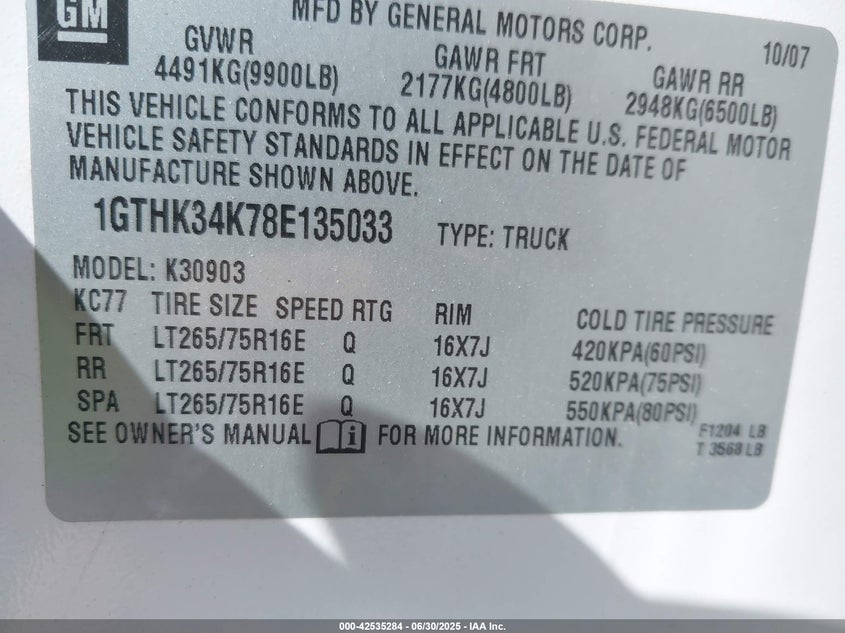 GM
MFD BY GENERAL MOTORS CORP.
10/07
GVWR
4491KG(9900LB)
GAWR FRT
2177KG(4800LB)
GAWR RR
2948KG(6500LB)
THIS VEHICLE CONFORMS TO ALL APPLICABLE U.S. FEDERAL MOTOR
VEHICLE SAFETY STANDARDS IN EFFECT ON THE DATE OF
MANUFACTURE SHOWN ABOVE.
1GTHK34K78E135033 TYPE: TRUCK
MODEL: K30903
KC77 TIRE SIZE SPEED RTG RIM COLD TIRE PRESSURE
FRT LT265/75R16E Q 16X7J 420KPA(60PSI)
RR LT265/75R16E Q 16X7J 520KPA(75PSI)
SPA LT265/75R16E Q 16X7J 550KPA(80PSI)
SEE OWNER'S MANUAL i FOR MORE INFORMATION.
F1204 LB
T 3568 LB
000-42535284 - 06/30/2025 - IAA Inc.